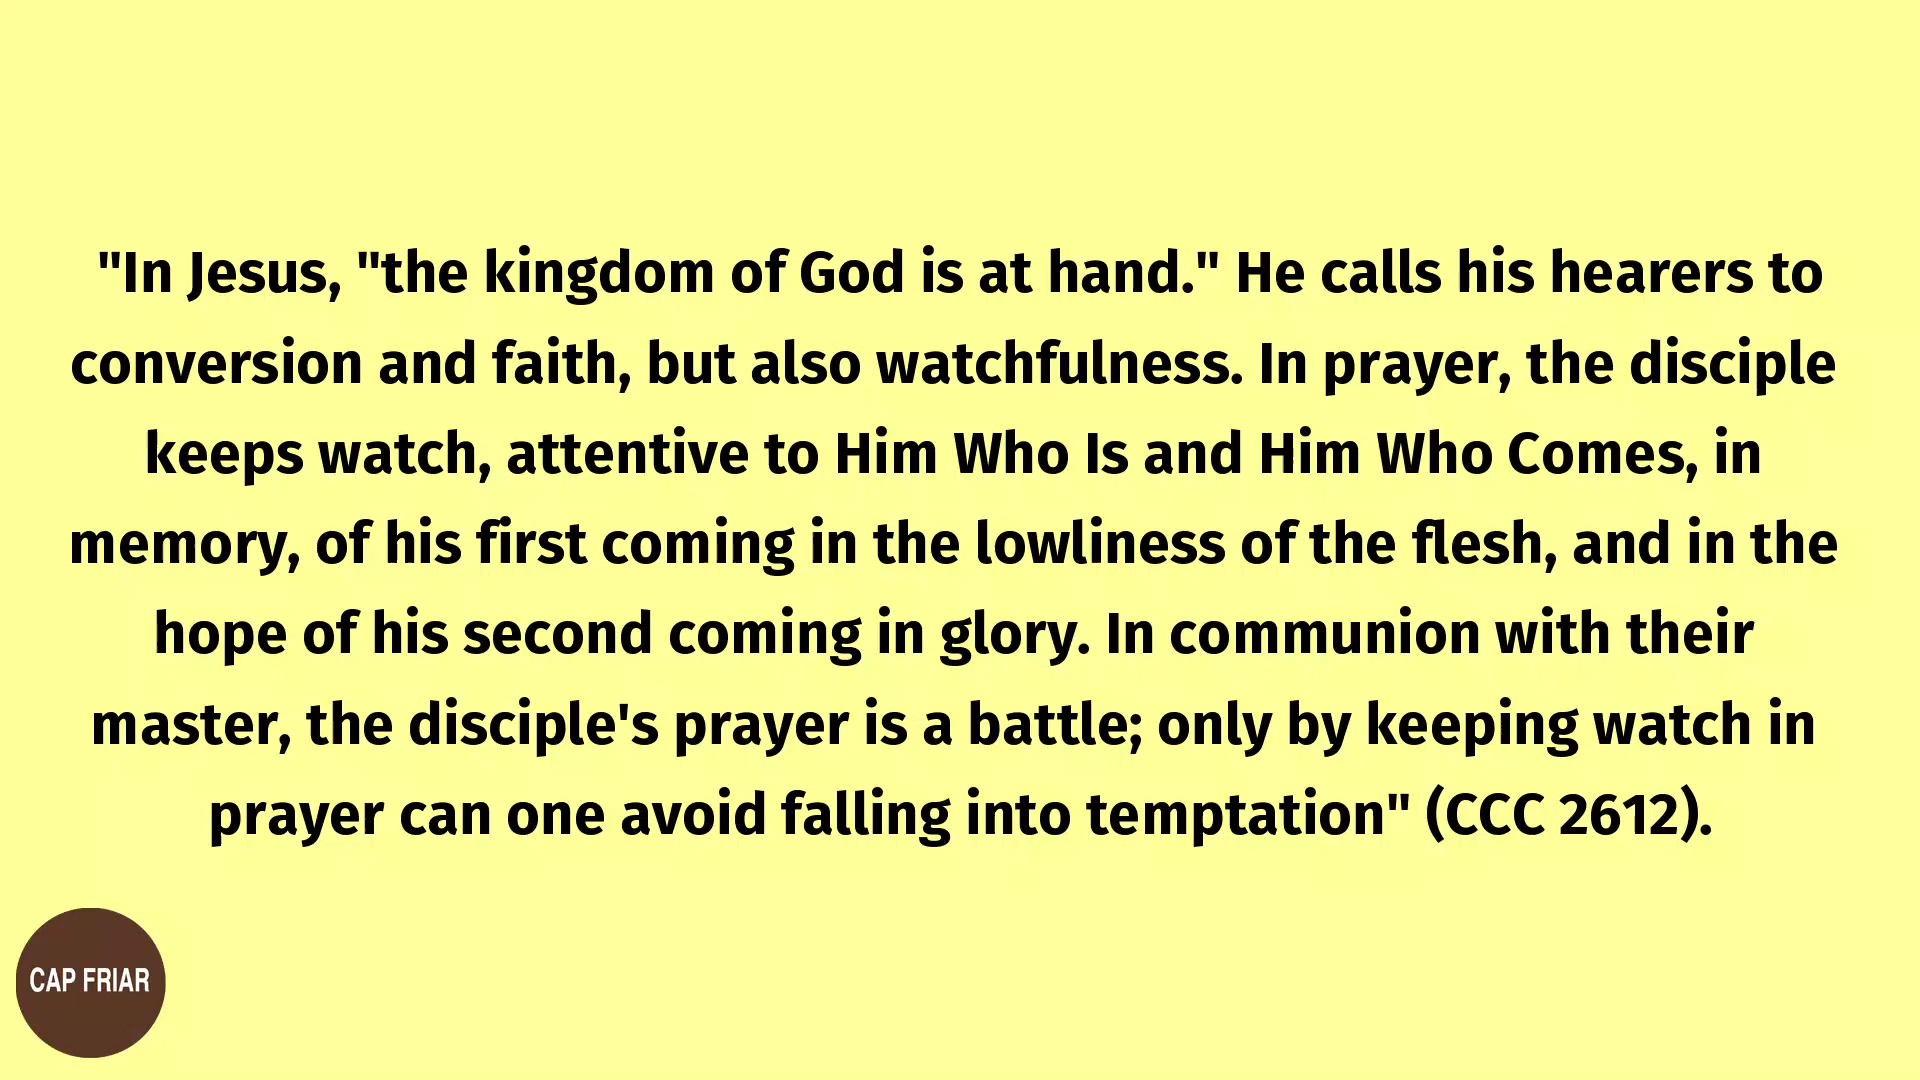 "In Jesus, "the kingdom of God is at hand." He calls his hearers to
conversion and faith, but also watchfulness. In prayer, the disciple
keeps watch, attentive to Him Who Is and Him Who Comes, in
memory, of his first coming in the lowliness of the flesh, and in the
hope of his second coming in glory. In communion with their
master, the disciple's prayer is a battle; only by keeping watch in
prayer can one avoid falling into temptation" (CCC 2612).
CAP FRIAR